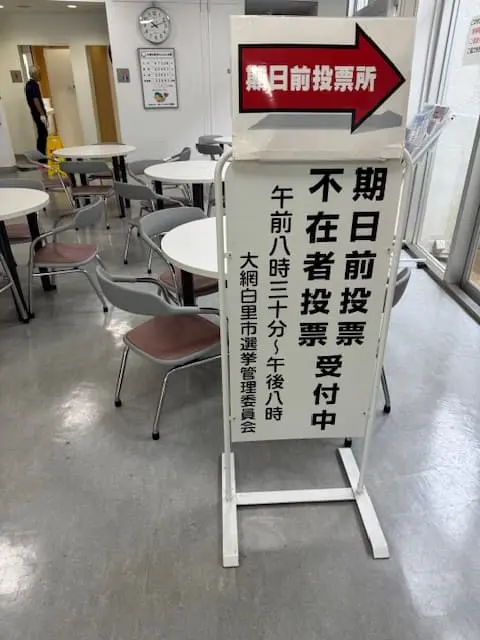 期日前投票所
期日前投票
不在者投票 受付中
午前八時三十分～午後八時
大網白里市選挙管理委員会